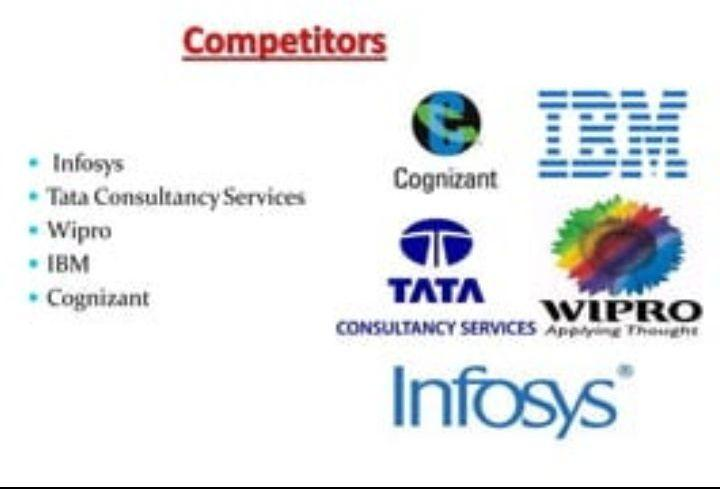 Competitors
Infosys
Tata Consultancy Services
Wipro
IBM
Cognizant
Cognizant
IBM
TATA
CONSULTANCY SERVICES
WIPRO
Applying Thought
Infosys®